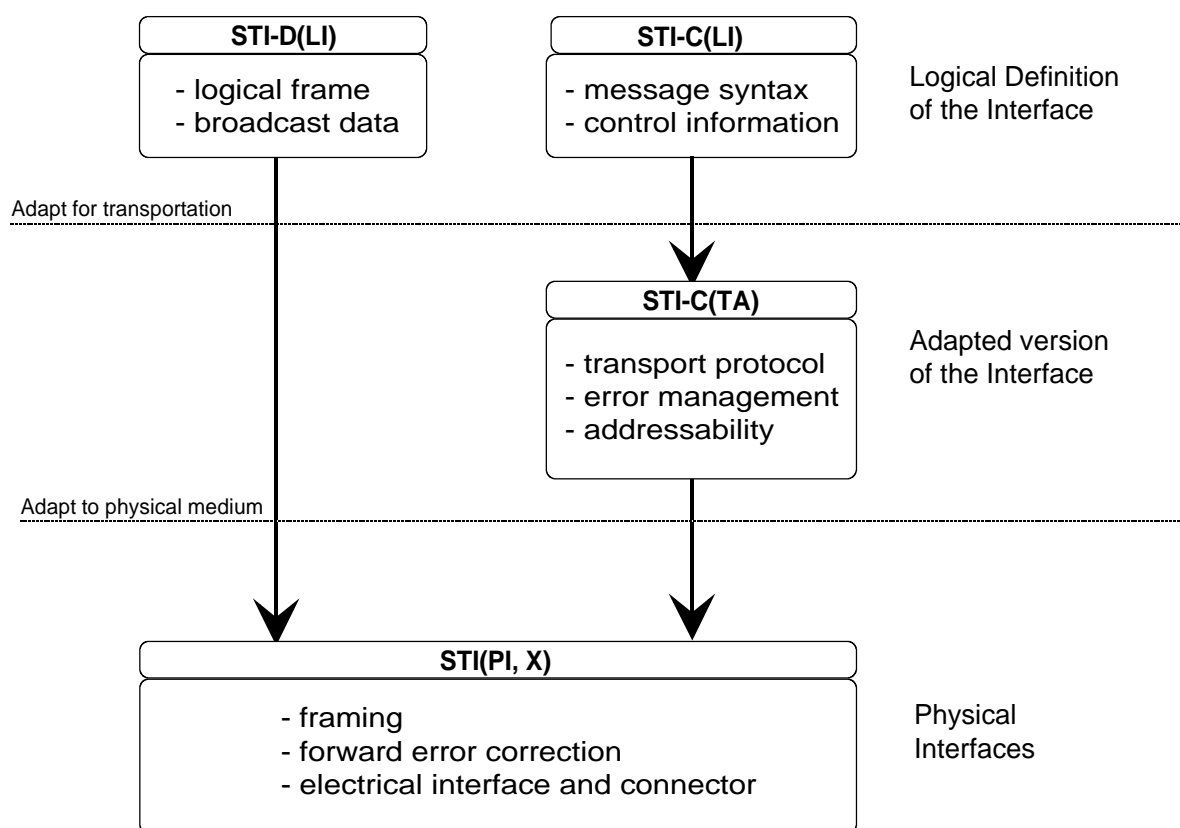 STI-D(LI)
- logical frame
- broadcast data
STI-C(LI)
- message syntax
- control information
Logical Definition
of the Interface
Adapt for transportation
STI-C(TA)
- transport protocol
- error management
- addressability
Adapted version
of the Interface
Adapt to physical medium
STI(PI, X)
- framing
- forward error correction
- electrical interface and connector
Physical
Interfaces